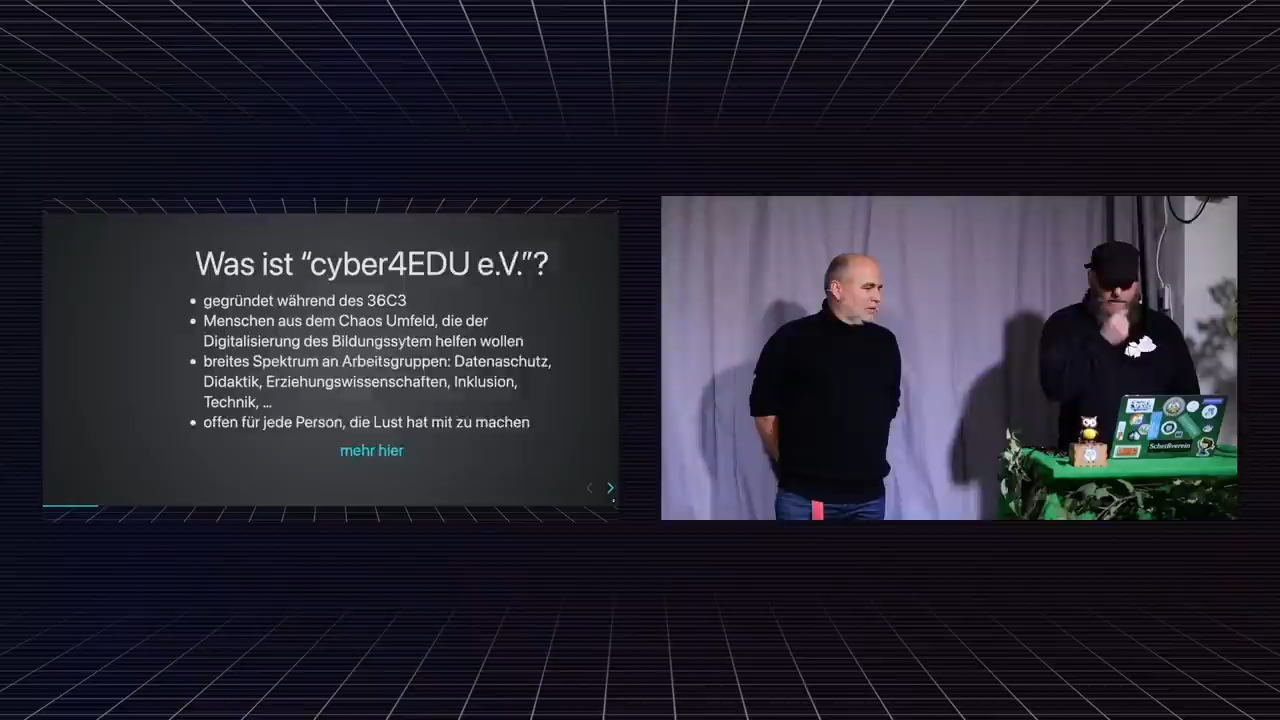 Was ist “cyber4EDU e.V.”?
gegründet während des 36C3
Menschen aus dem Chaos Umfeld, die der
Digitalisierung des Bildungssytem helfen wollen
breites Spektrum an Arbeitsgruppen: Datenaschutz,
Didaktik, Erziehungswissenschaften, Inklusion,
Technik, ...
offen für jede Person, die Lust hat mit zu machen
mehr hier
Scheißverein